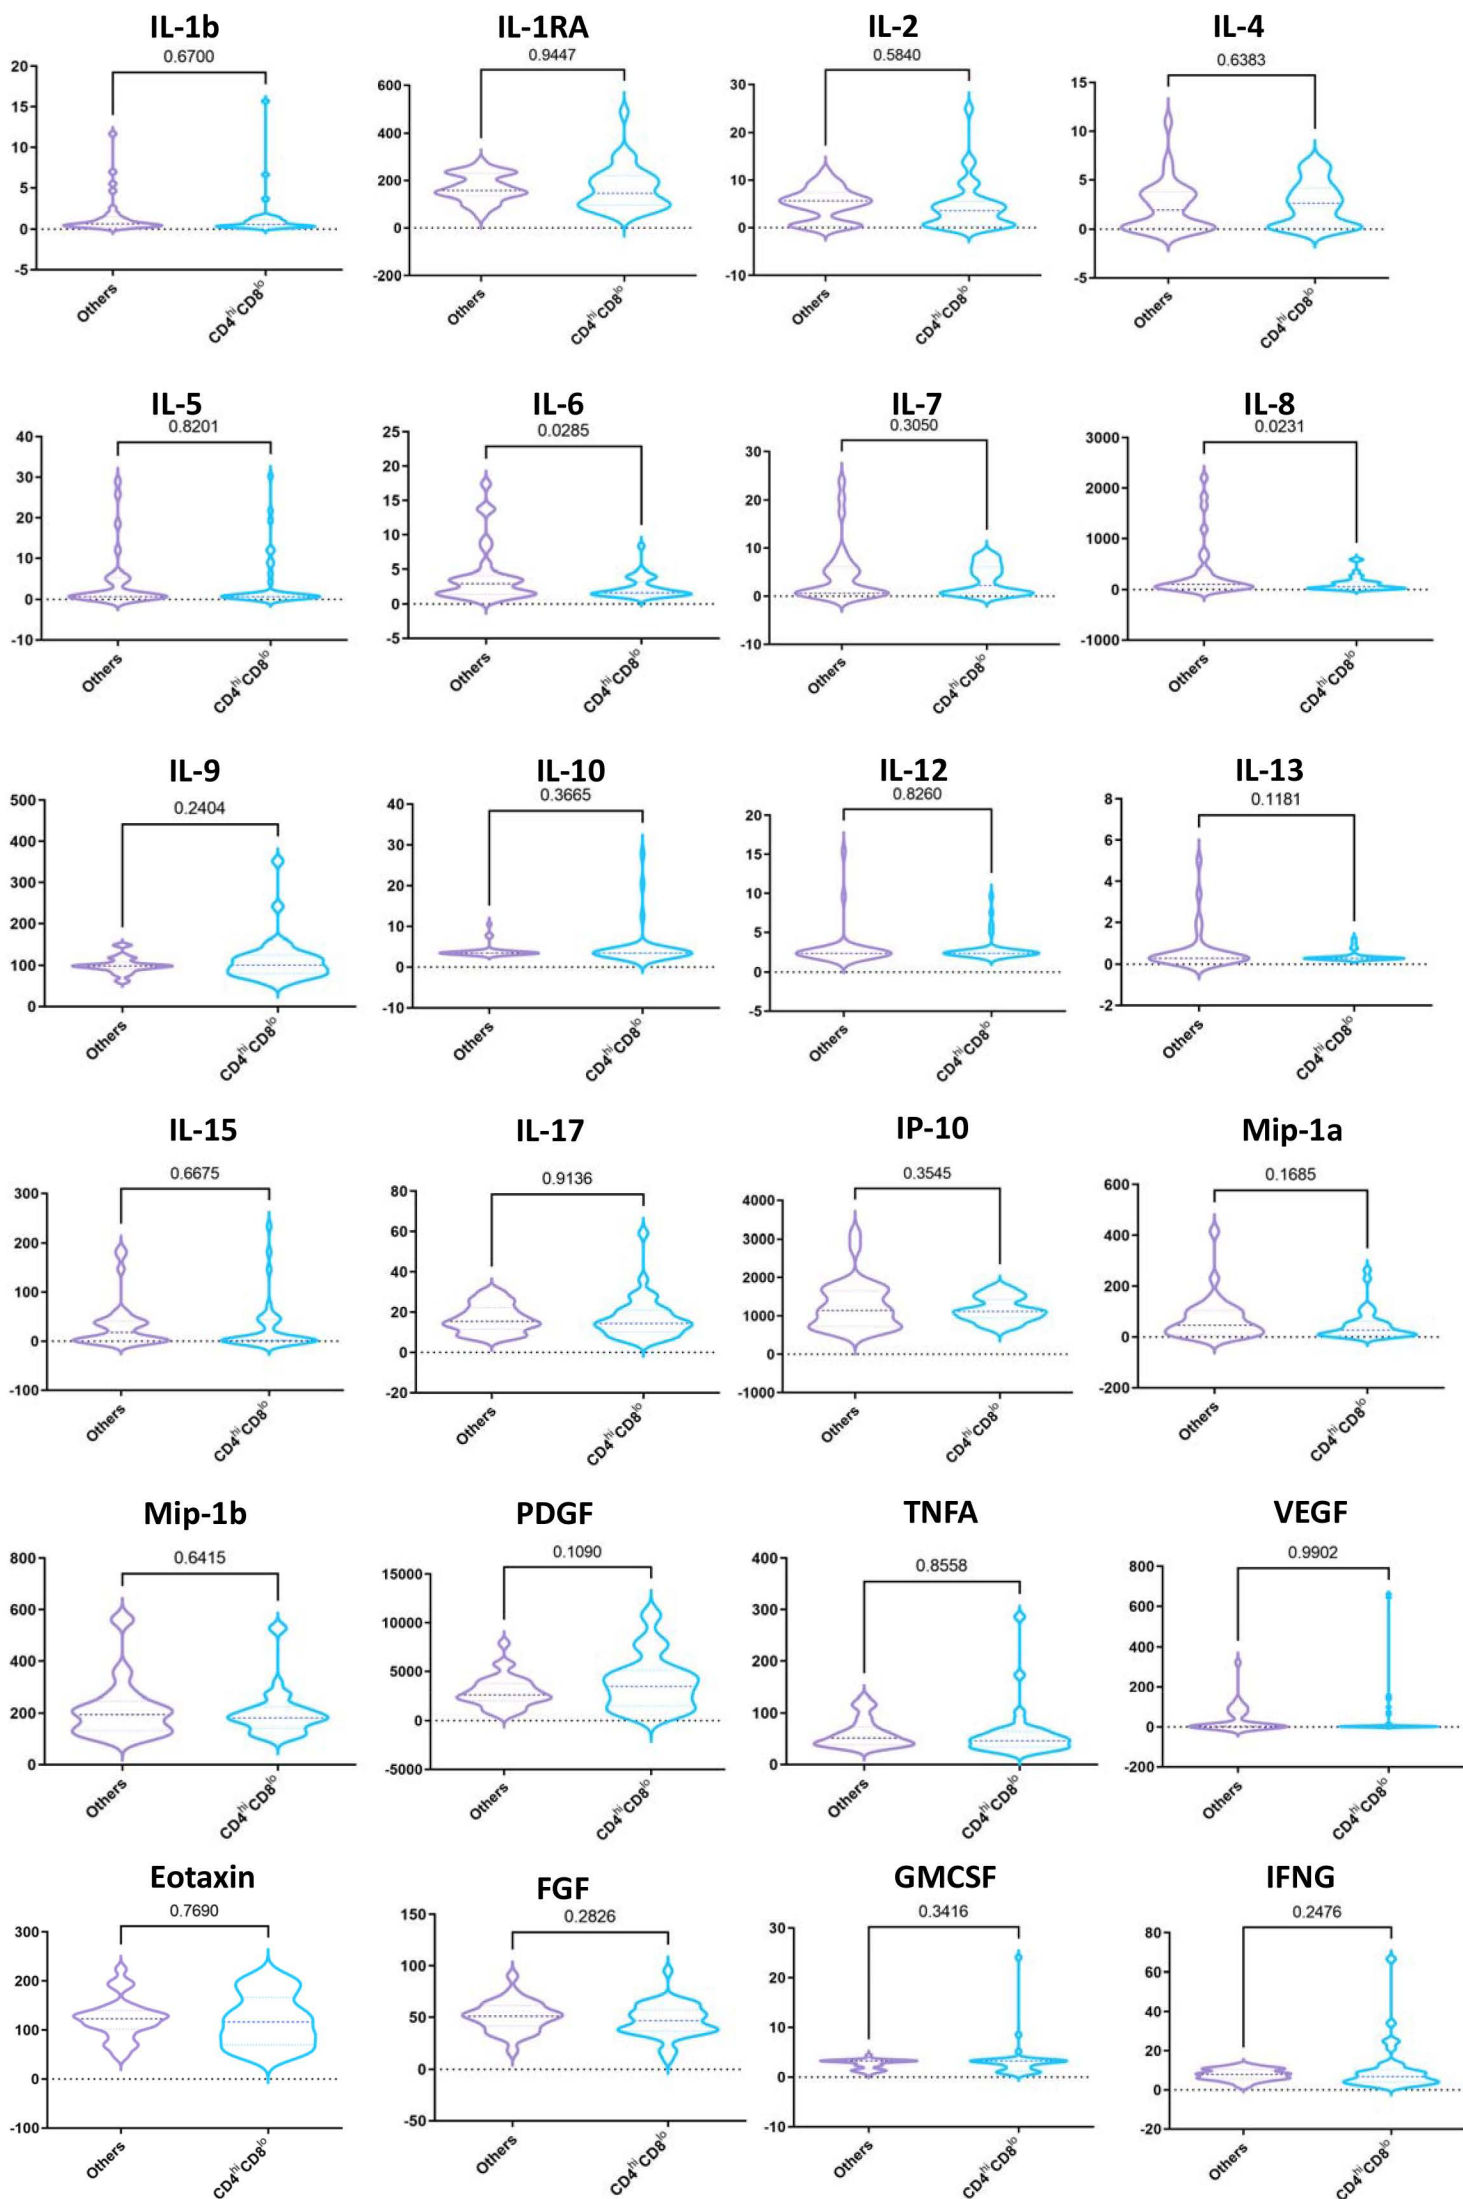 IL-1b
0.6700
20
15
10
5
0
-5
Others
CD4hiCD8lo
IL-1RA
0.9447
600
400
200
0
-200
Others
CD4hiCD8lo
IL-2
0.5840
30
20
10
0
-10
Others
CD4hiCD8lo
IL-4
0.6383
15
10
5
0
-5
Others
CD4hiCD8lo
IL-5
0.8201
40
30
20
10
0
-10
Others
CD4hiCD8lo
IL-6
0.0285
25
20
15
10
5
0
-5
Others
CD4hiCD8lo
IL-7
0.3050
30
20
10
0
-10
Others
CD4hiCD8lo
IL-8
0.0231
3000
2000
1000
0
-1000
Others
CD4hiCD8lo
IL-9
0.2404
500
400
300
200
100
0
Others
CD4hiCD8lo
IL-10
0.3665
40
30
20
10
0
-10
Others
CD4hiCD8lo
IL-12
0.8260
20
15
10
5
0
-5
Others
CD4hiCD8lo
IL-13
0.1181
8
6
4
2
0
-2
Others
CD4hiCD8lo
IL-15
0.6675
300
200
100
0
-100
Others
CD4hiCD8lo
IL-17
0.9136
80
60
40
20
0
-20
Others
CD4hiCD8lo
IP-10
0.3545
4000
3000
2000
1000
0
-1000
Others
CD4hiCD8lo
Mip-1a
0.1685
600
400
200
0
-200
Others
CD4hiCD8lo
Mip-1b
0.6415
800
600
400
200
0
Others
CD4hiCD8lo
PDGF
0.1090
15000
10000
5000
0
-5000
Others
CD4hiCD8lo
TNFA
0.8558
400
300
200
100
0
Others
CD4hiCD8lo
VEGF
0.9902
800
600
400
200
0
-200
Others
CD4hiCD8lo
Eotaxin
0.7690
300
200
100
0
-100
Others
CD4hiCD8lo
FGF
0.2826
150
100
50
0
-50
Others
CD4hiCD8lo
GMCSF
0.3416
30
20
10
0
-10
Others
CD4hiCD8lo
IFNG
0.2476
80
60
40
20
0
-20
Others
CD4hiCD8lo